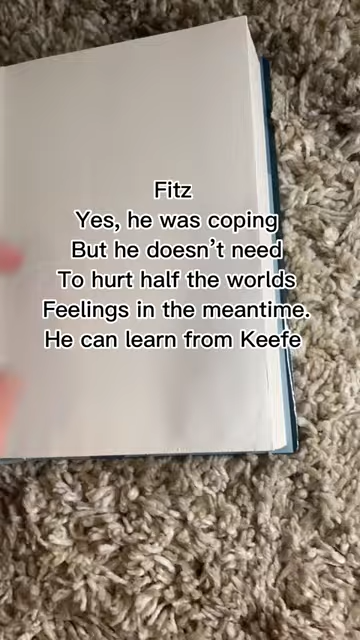 Fitz
Yes, he was coping
But he doesn’t need
To hurt half the worlds
Feelings in the meantime.
He can learn from Keefe